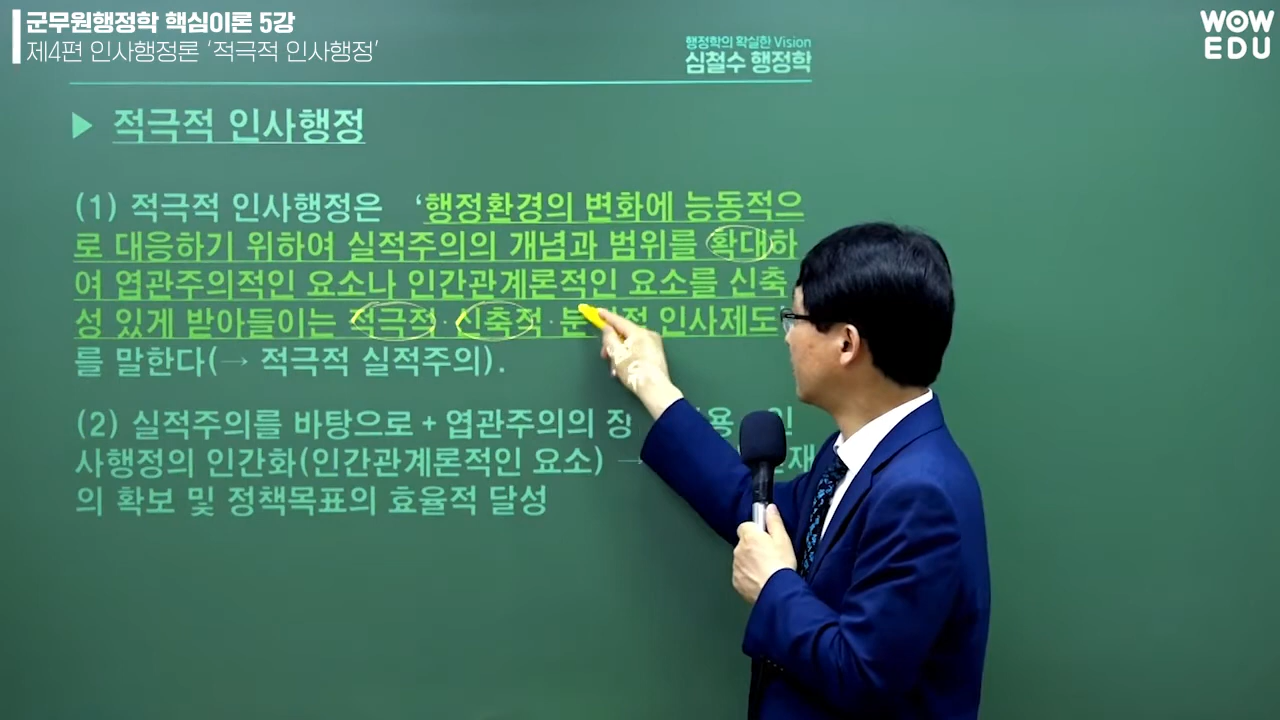 군무원행정학 핵심이론 5강
제4편 인사행정론 '적극적 인사행정'
WOW
EDU
행정학의 확실한 Vision
심철수 행정학
▶ 적극적 인사행정
(1) 적극적 인사행정은 '행정환경의 변화에 능동적으
로 대응하기 위하여 실적주의의 개념과 범위를 확대하
여 엽관주의적인 요소나 인간관계론적인 요소를 신축
성 있게 받아들이는 적극적·신축적· 인사제도'
를 말한다(→ 적극적 실적주의).
(2) 실적주의를 바탕으로 + 엽관주의의
사행정의 인간화(인간관계론적인 요소) →
의 확보 및 정책목표의 효율적 달성